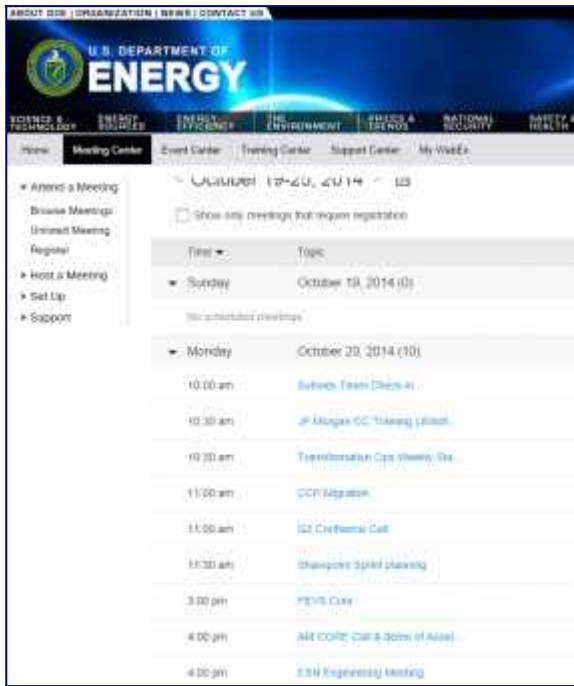 ABOUT DOE | ORGANIZATION | NEWS | CONTACT US
U.S. DEPARTMENT OF
ENERGY
SCIENCE & TECHNOLOGY ENERGY SOURCES ENERGY EFFICIENCY THE ENVIRONMENT PRICES & TRENDS NATIONAL SECURITY SAFETY & HEALTH
Home Meeting Center Event Center Training Center Support Center My WebEx
Attend a Meeting
Browse Meetings
Unlisted Meeting
Register
Host a Meeting
Set Up
Support
October 19-25, 2014
Show only meetings that require registration
Time Topic
Sunday October 19, 2014 (0)
No scheduled meetings
Monday October 20, 2014 (10)
10:00 am Team Check-in...
10:30 am JP Morgan CC Training
10:30 am Transformation Ops Weekly Sta...
11:00 am CCP Migration
11:00 am G2 Conference Call
11:30 am Sharepoint Sprint planning
3:00 pm FEVS Core
4:00 pm AM CORE Call & demo of Asset...
4:00 pm ESN Engineering Meeting